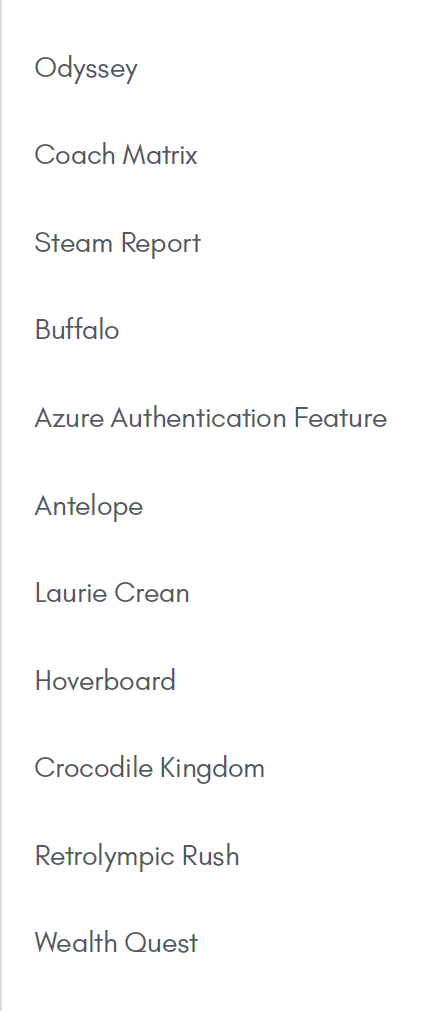 Odyssey
Coach Matrix
Steam Report
Buffalo
Azure Authentication Feature
Antelope
Laurie Crean
Hoverboard
Crocodile Kingdom
Retrolympic Rush
Wealth Quest